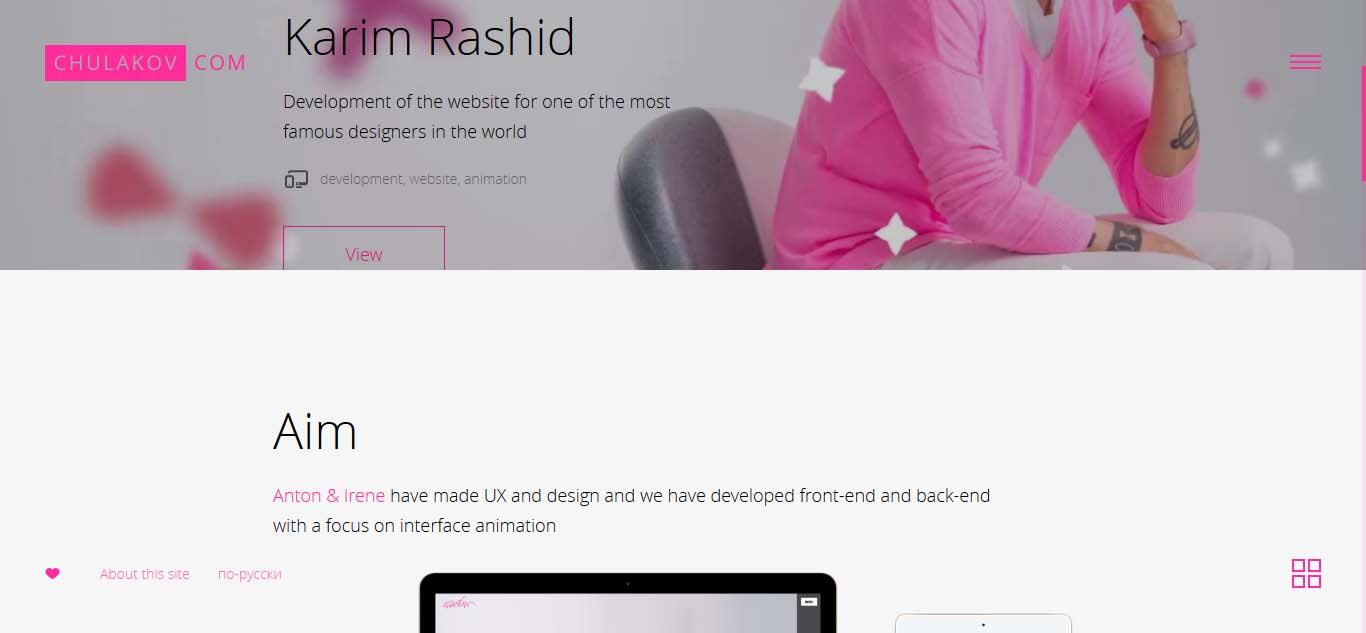 Karim Rashid
CHULAKOV COM
Development of the website for one of the most
famous designers in the world
development, website, animation
View
Aim
Anton & Irene have made UX and design and we have developed front-end and back-end
with a focus on interface animation
About this site по-русски
karim